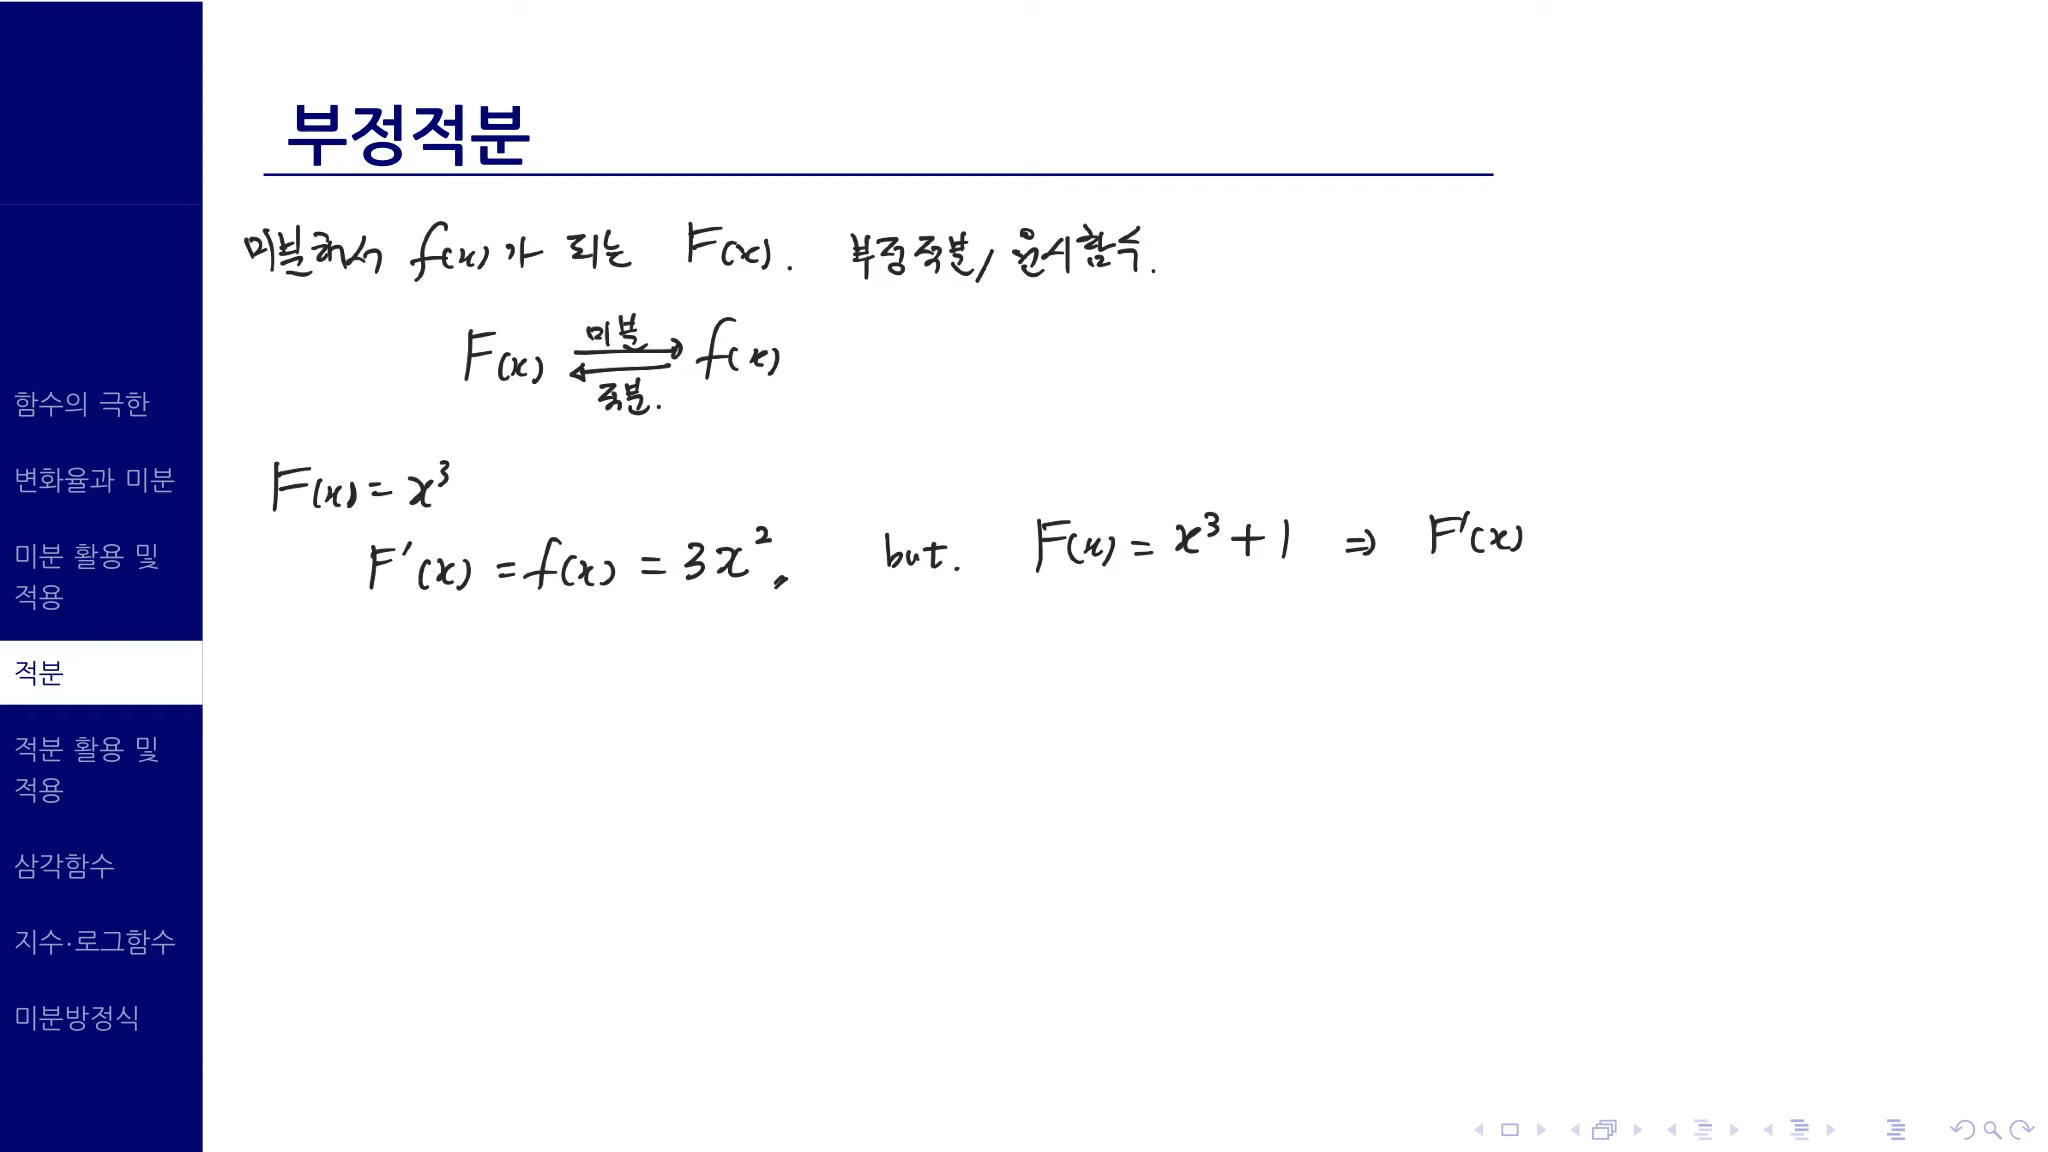 부정적분
미분해서 f(x)가 되는 F(x). 부정적분/원시함수.
F(x) 미분 f(x)
적분.
F(x) = x³
F'(x) = f(x) = 3x², but. F(x) = x³+1 ⇒ F'(x)
함수의 극한
변화율과 미분
미분 활용 및
적용
적분
적분 활용 및
적용
삼각함수
지수·로그함수
미분방정식